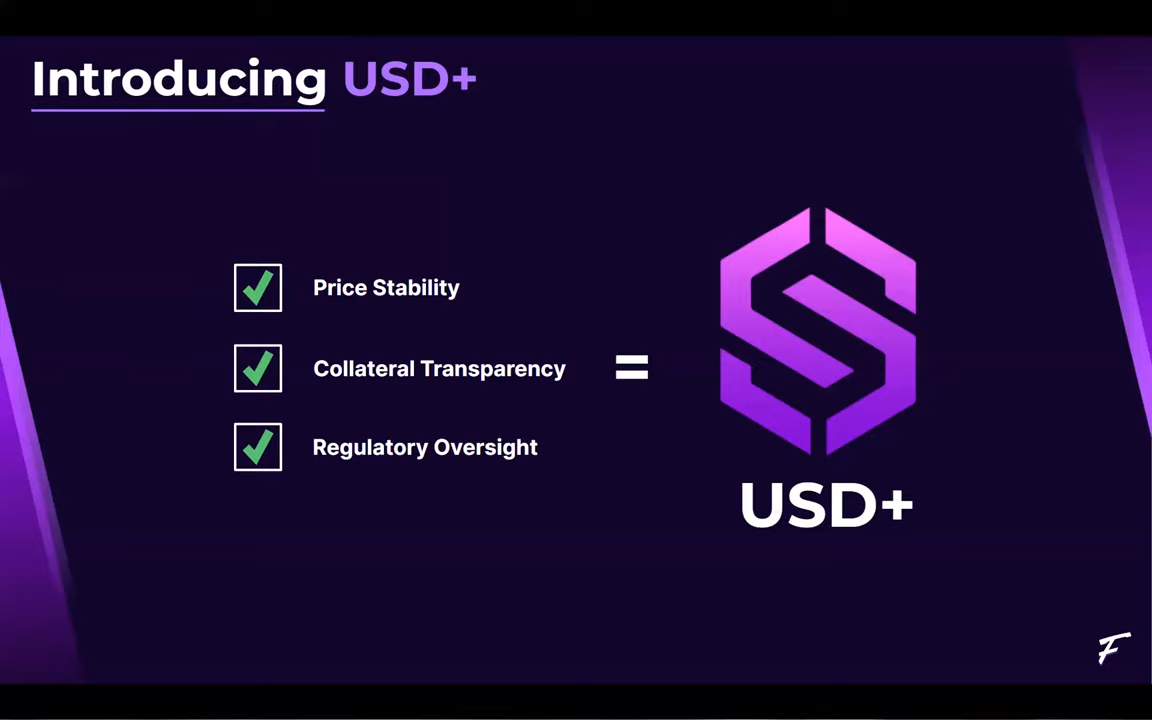 Introducing USD+
Price Stability
Collateral Transparency
=
Regulatory Oversight
USD+
F